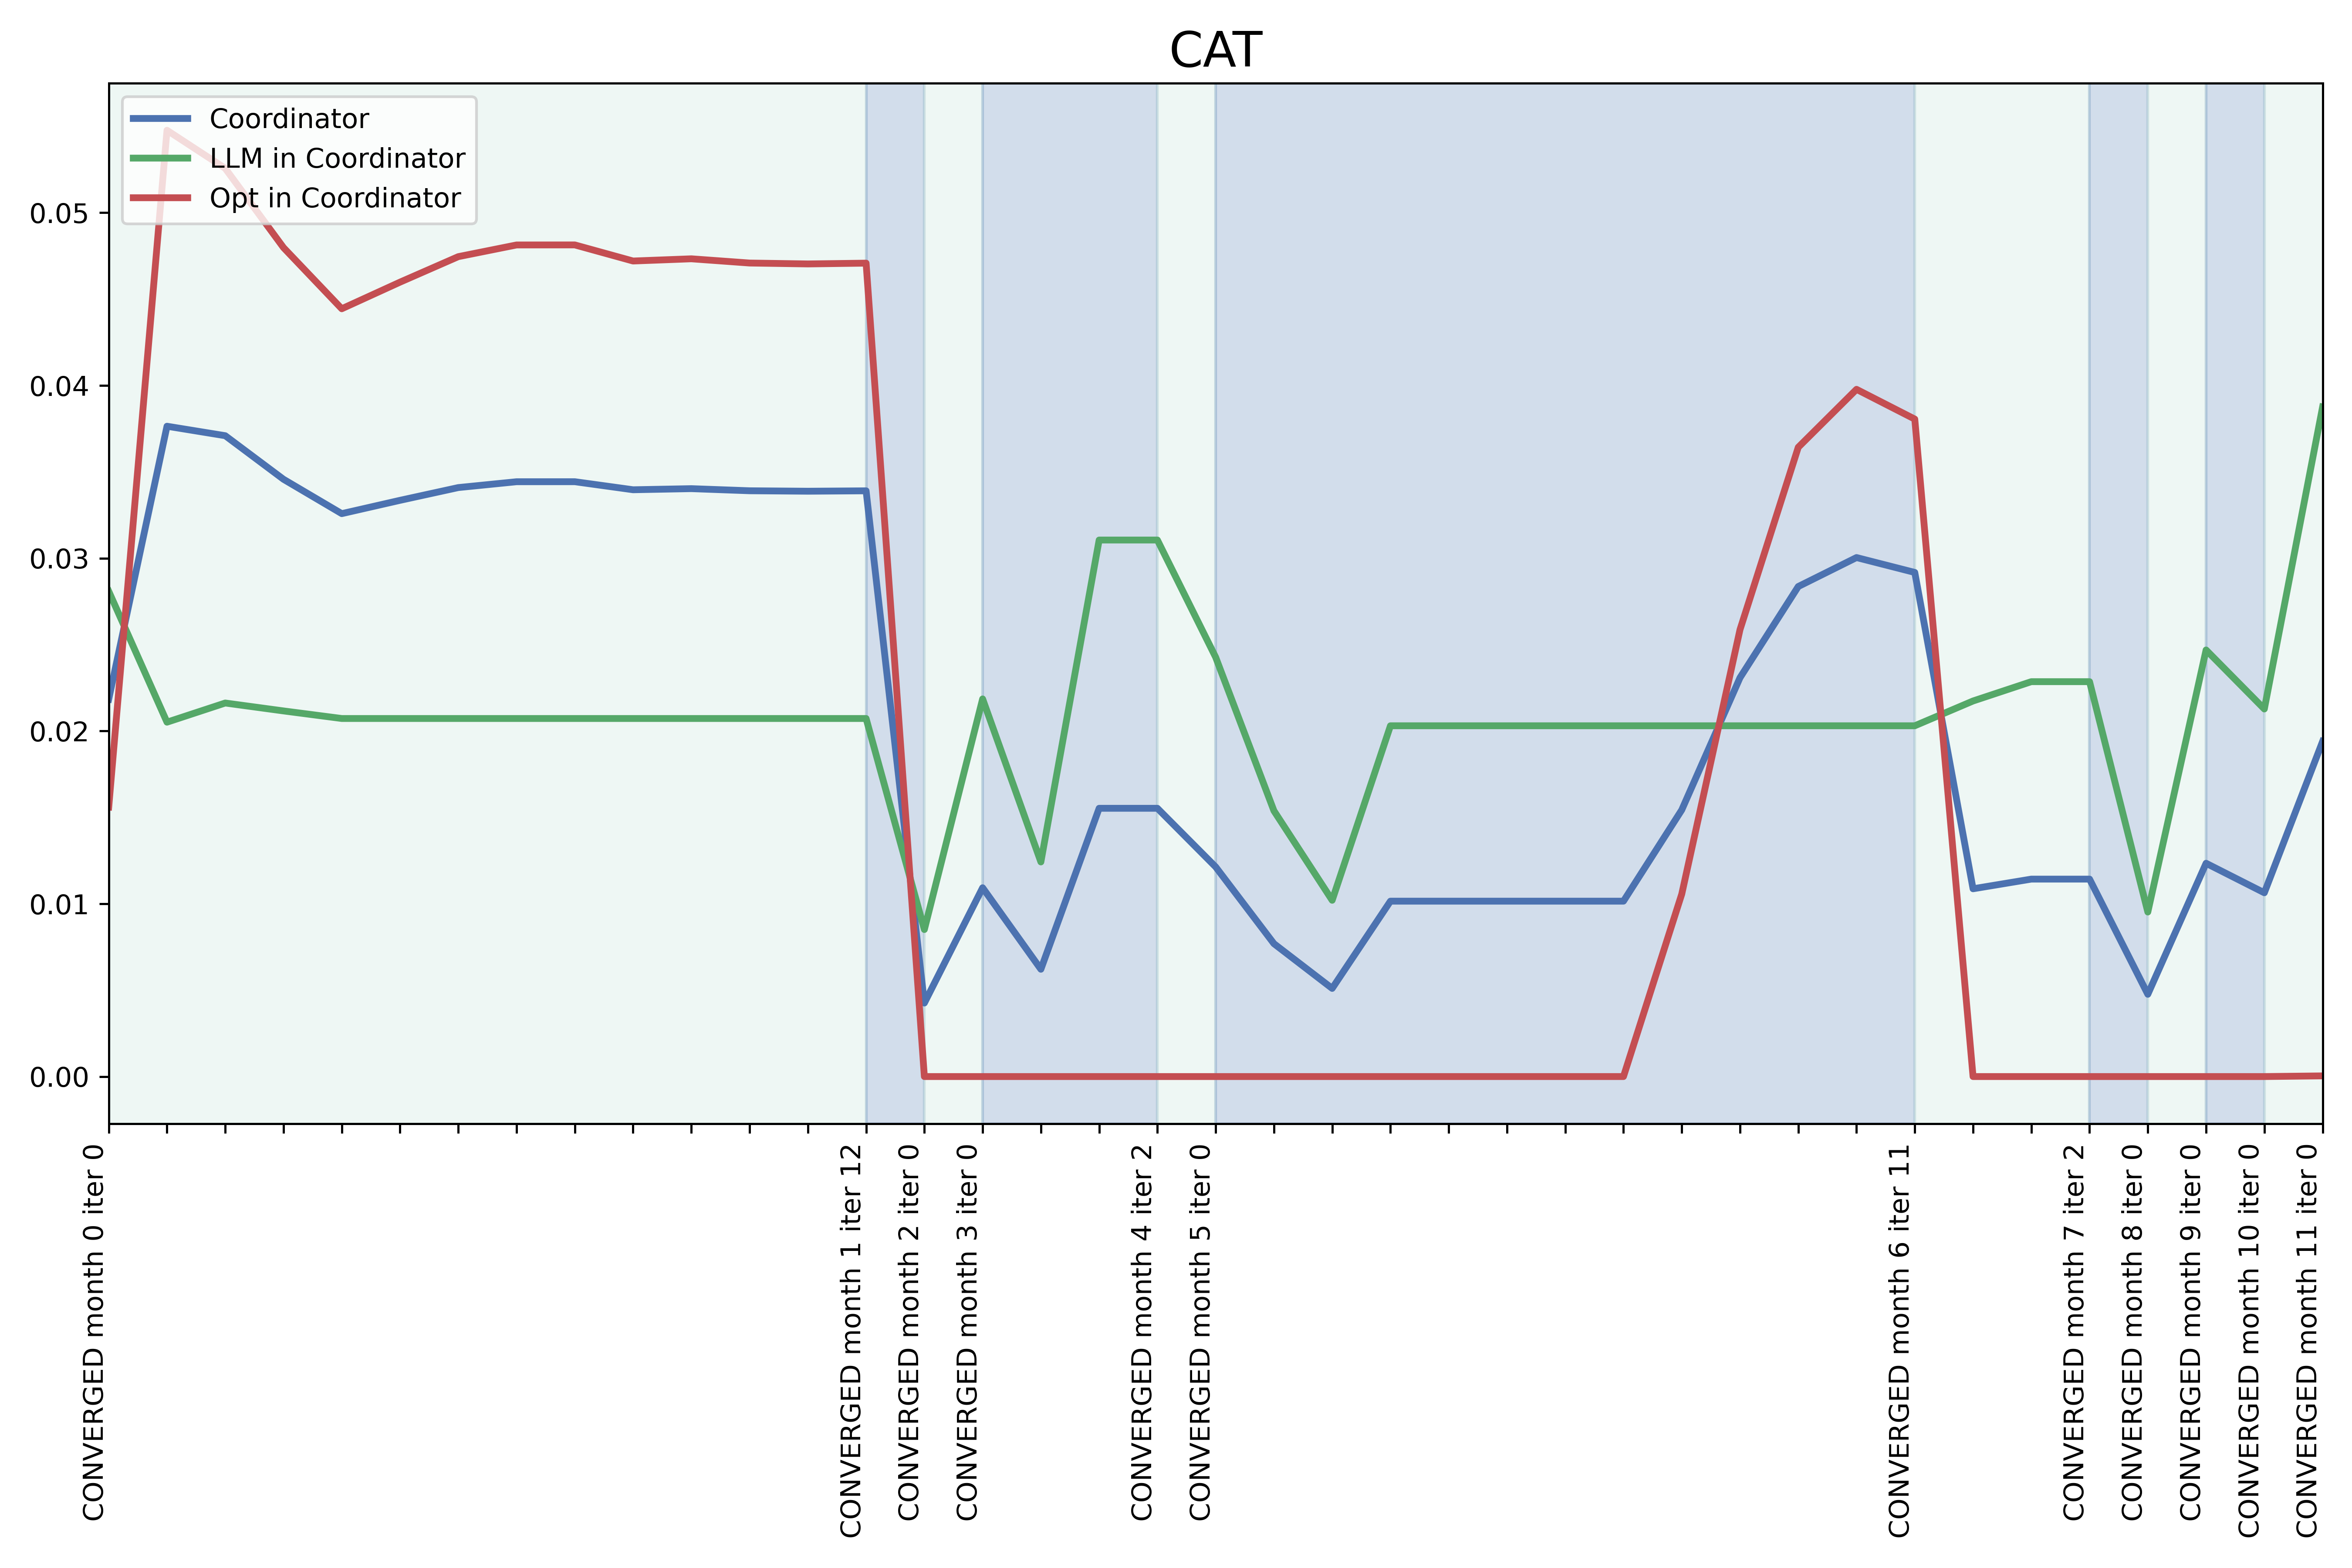 CAT
Coordinator
LLM in Coordinator
Opt in Coordinator
0.05
0.04
0.03
0.02
0.01
0.00
CONVERGED month 0 iter 0
CONVERGED month 1 iter 12
CONVERGED month 2 iter 0
CONVERGED month 3 iter 0
CONVERGED month 4 iter 2
CONVERGED month 5 iter 0
CONVERGED month 6 iter 11
CONVERGED month 7 iter 2
CONVERGED month 8 iter 0
CONVERGED month 9 iter 0
CONVERGED month 10 iter 0
CONVERGED month 11 iter 0